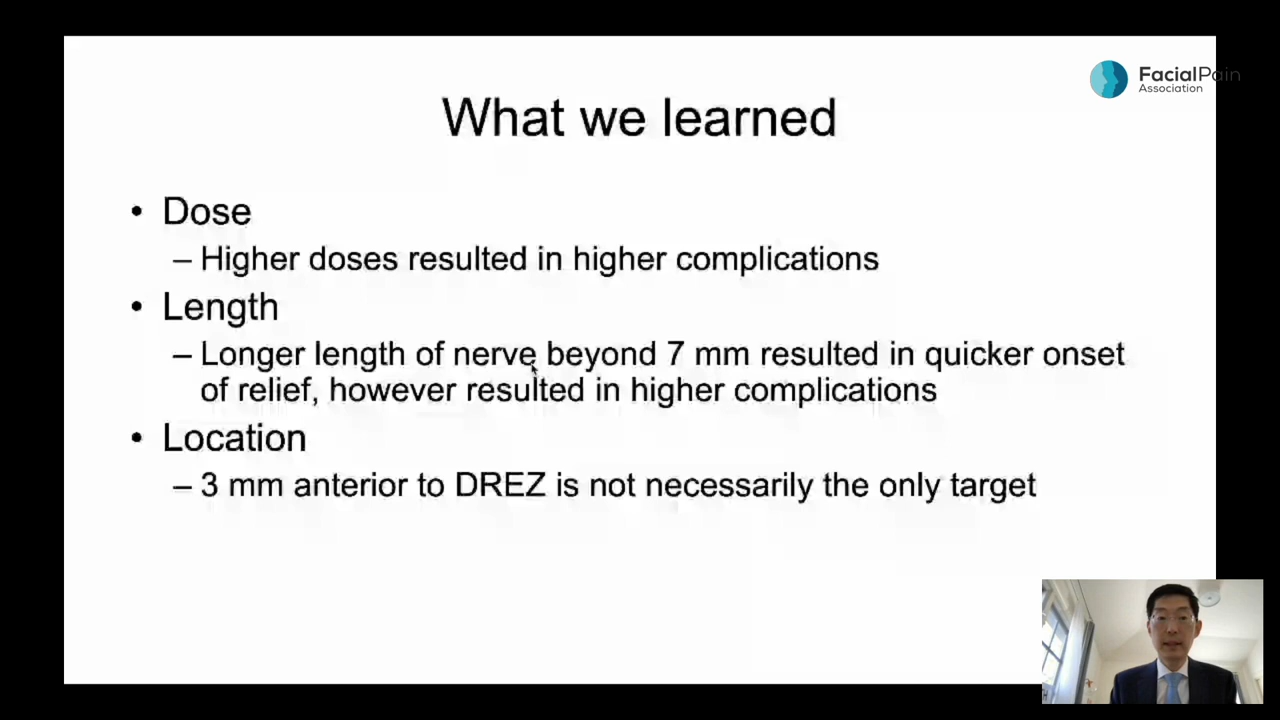 FacialPain
Association
What we learned
• Dose
– Higher doses resulted in higher complications
• Length
– Longer length of nerve beyond 7 mm resulted in quicker onset
of relief, however resulted in higher complications
• Location
– 3 mm anterior to DREZ is not necessarily the only target